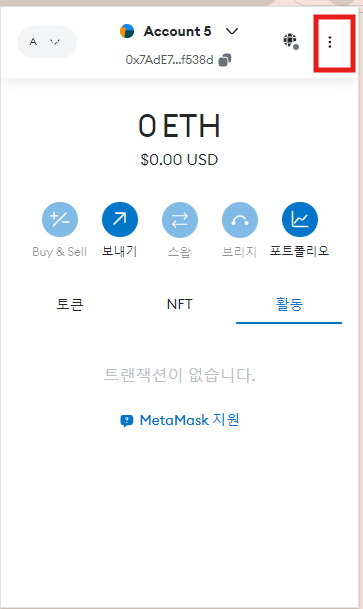 A
Account 5
0x7AdE7...f538d
0 ETH
$0.00 USD
Buy & Sell
보내기
스왑
브리지
포트폴리오
토큰
NFT
활동
트랜잭션이 없습니다.
MetaMask 지원